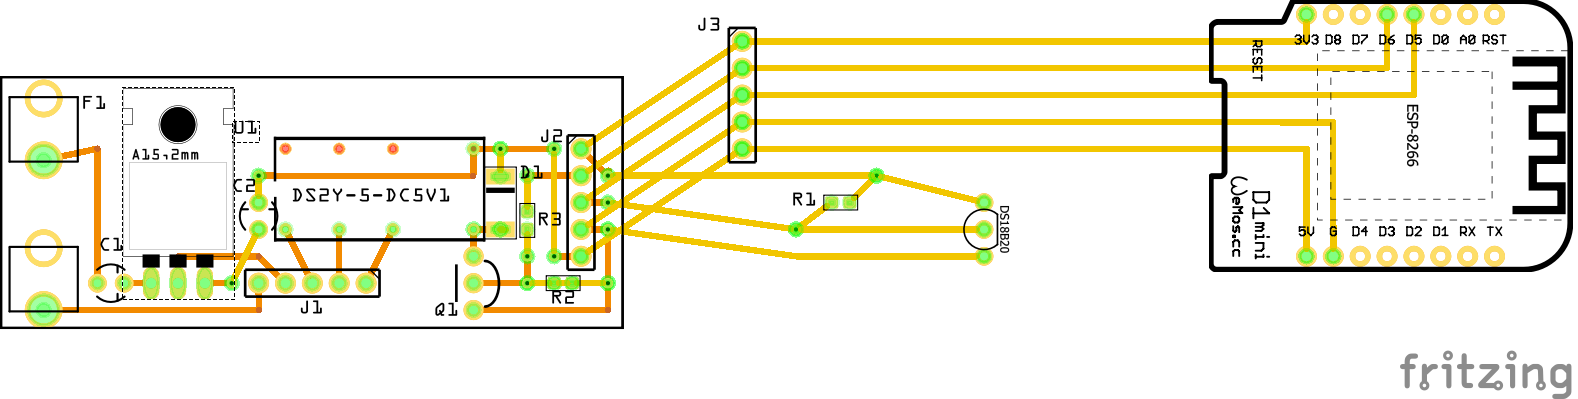 J3
3V3 D8 D7 D6 D5 D0 A0 RST
RESET
F1
U1
A15,2mm
J2
ESP-8266
D1
C2
DS2Y-5-DC5V1
R1
R3
DS18B20
D1mini
WeMos.cc
5V G D4 D3 D2 D1 RX TX
C1
R2
J1
Q1
fritzing